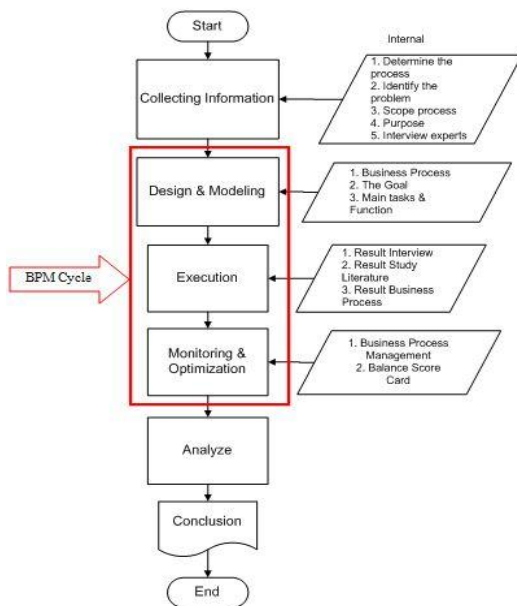 Start
Internal
Collecting Information
1. Determine the
process
2. Identify the
problem
3. Scope process
4. Purpose
5. Interview experts
Design & Modeling
1. Business Process
2. The Goal
3. Main tasks &
Function
BPM Cycle
Execution
1. Result Interview
2. Result Study
Literature
3. Result Business
Process
Monitoring &
Optimization
1. Business Process
Management
2. Balance Score
Card
Analyze
Conclusion
End